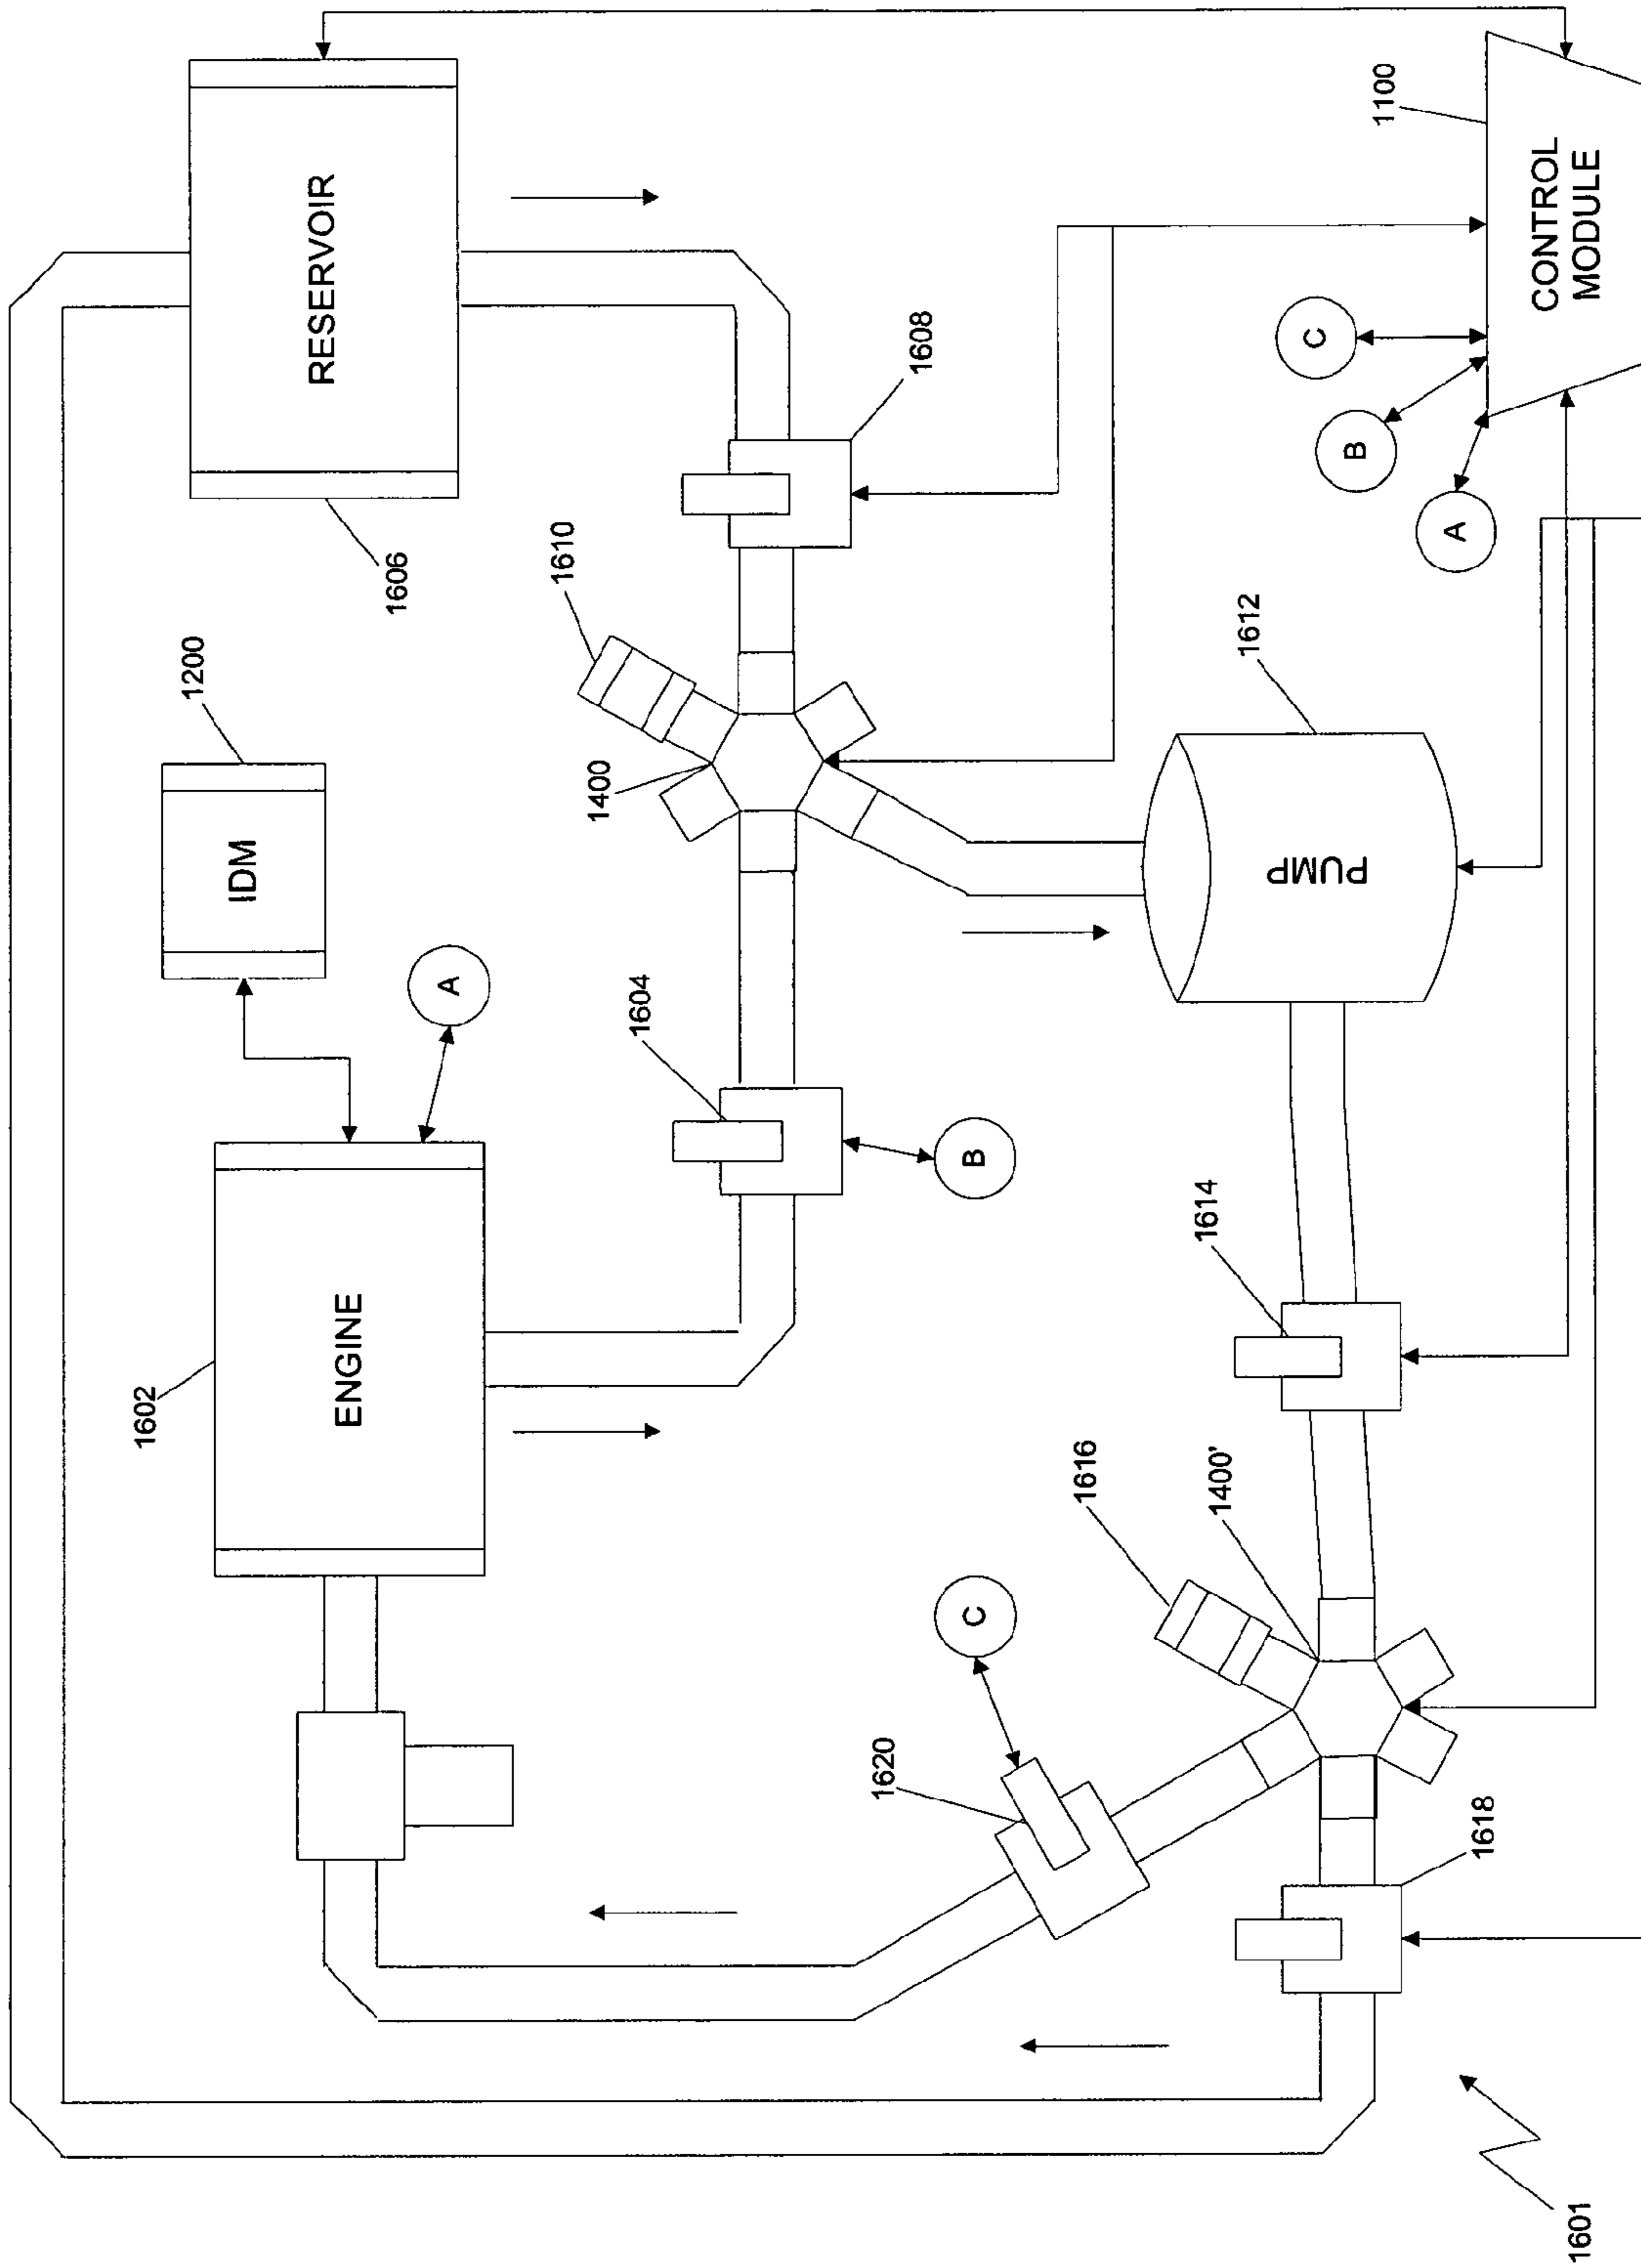 1601
1602
ENGINE
1200
IDM
A
1606
RESERVOIR
1604
B
1400
1610
1608
1620
C
1616
1400'
1614
1618
1612
PUMP
A
B
C
1100
CONTROL
MODULE